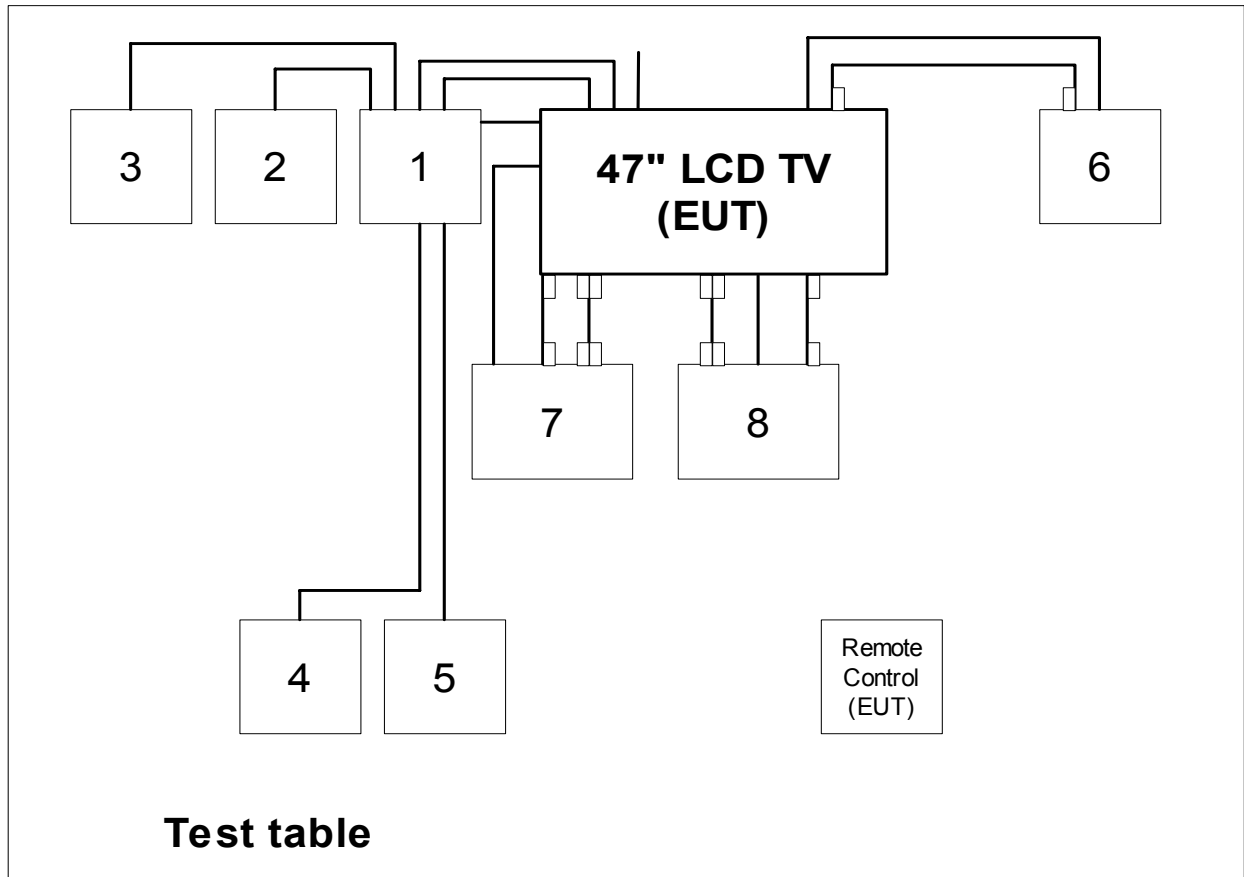 3
2
1
47" LCD TV
(EUT)
6
7
8
4
5
Remote
Control
(EUT)
Test table